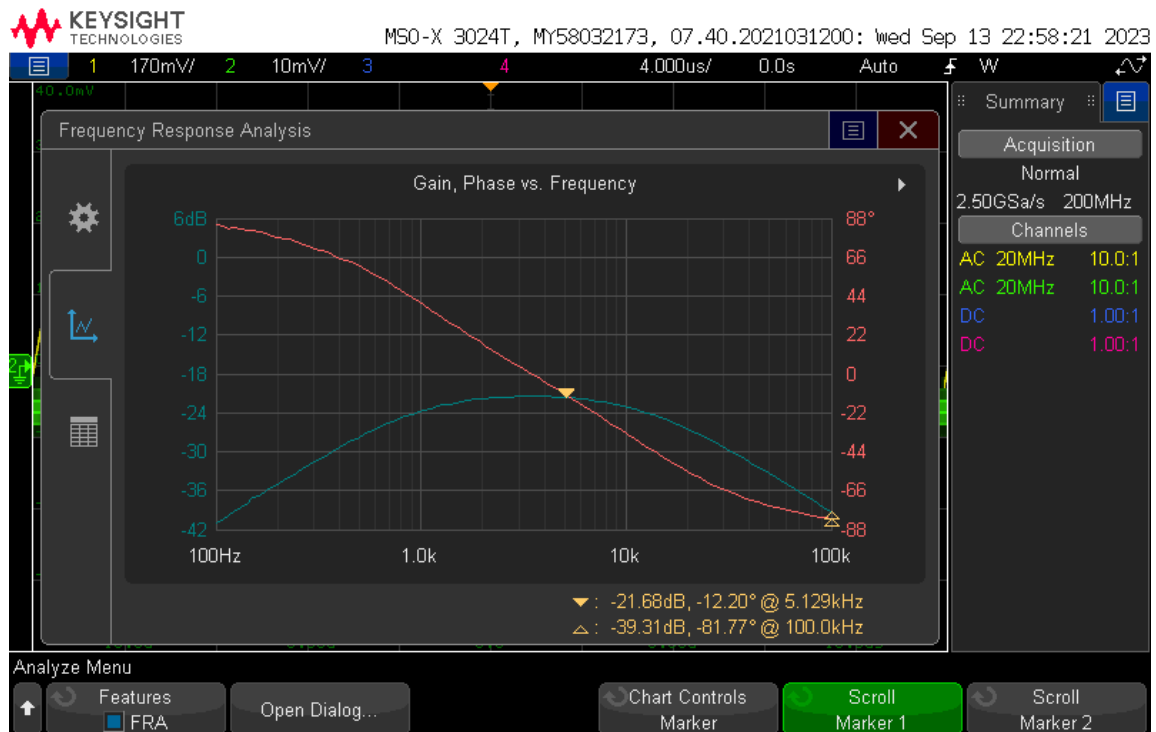 KEYSIGHT
TECHNOLOGIES
MSO-X 3024T, MY58032173, 07.40.2021031200: Wed Sep 13 22:58:21 2023
1 170mV/ 2 10mV/ 3 4 4.000us/ 0.0s Auto W
40.0mV
Summary
Frequency Response Analysis
Acquisition
Normal
2.50GSa/s 200MHz
Channels
AC 20MHz 10.0:1
AC 20MHz 10.0:1
DC 1.00:1
DC 1.00:1
Gain, Phase vs. Frequency
6dB 88°
0 66
-6 44
-12 22
-18 0
-24 -22
-30 -44
-36 -66
-42 -88
100Hz 1.0k 10k 100k
: -21.68dB, -12.20° @ 5.129kHz
: -39.31dB, -81.77° @ 100.0kHz
2
Analyze Menu
Features
FRA
Open Dialog...
Chart Controls
Marker
Scroll
Marker 1
Scroll
Marker 2